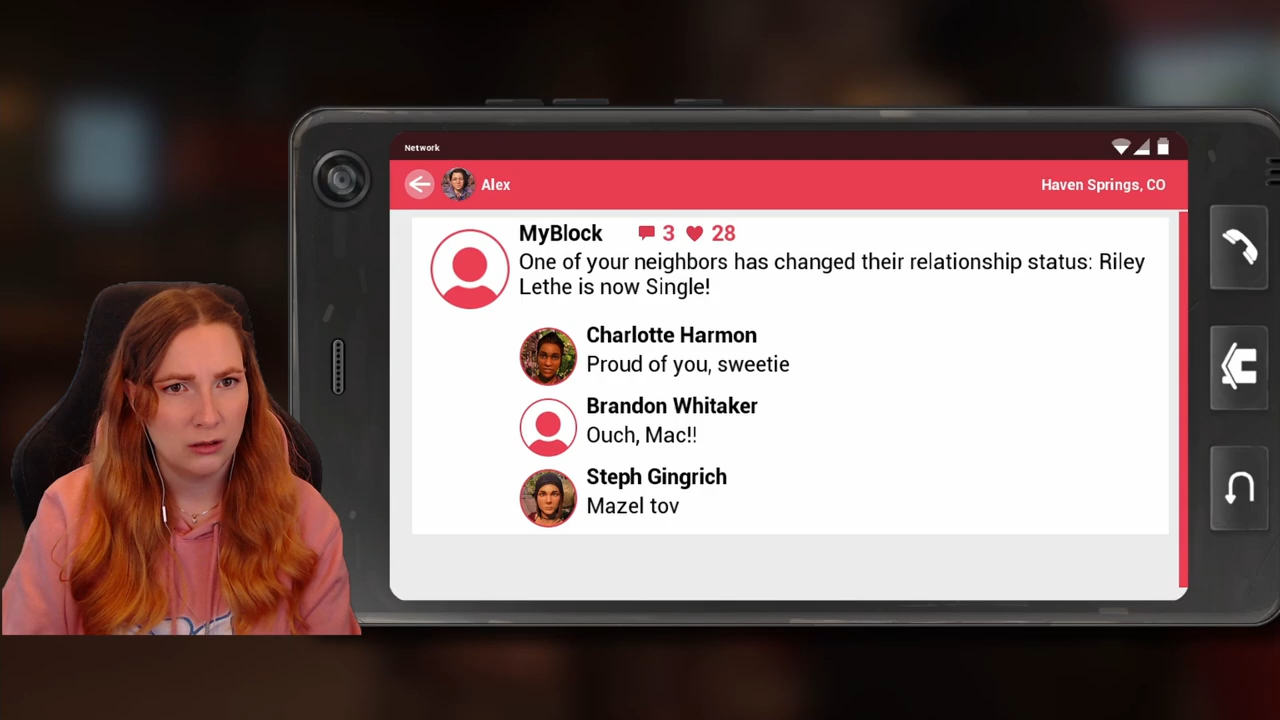 Network
Alex
Haven Springs, CO
MyBlock 3 28
One of your neighbors has changed their relationship status: Riley
Lethe is now Single!
Charlotte Harmon
Proud of you, sweetie
Brandon Whitaker
Ouch, Mac!!
Steph Gingrich
Mazel tov